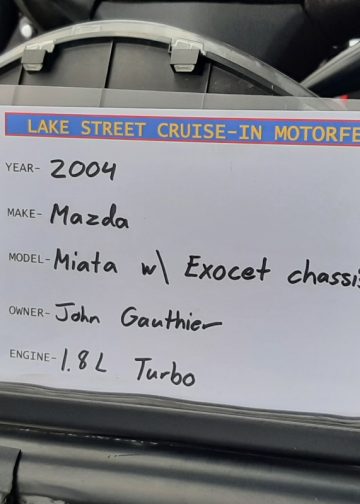 LAKE STREET CRUISE-IN MOTORFE
YEAR- 2004
MAKE- Mazda
MODEL- Miata w\ Exocet chassi
OWNER- John Gauthier
ENGINE- 1.8L Turbo